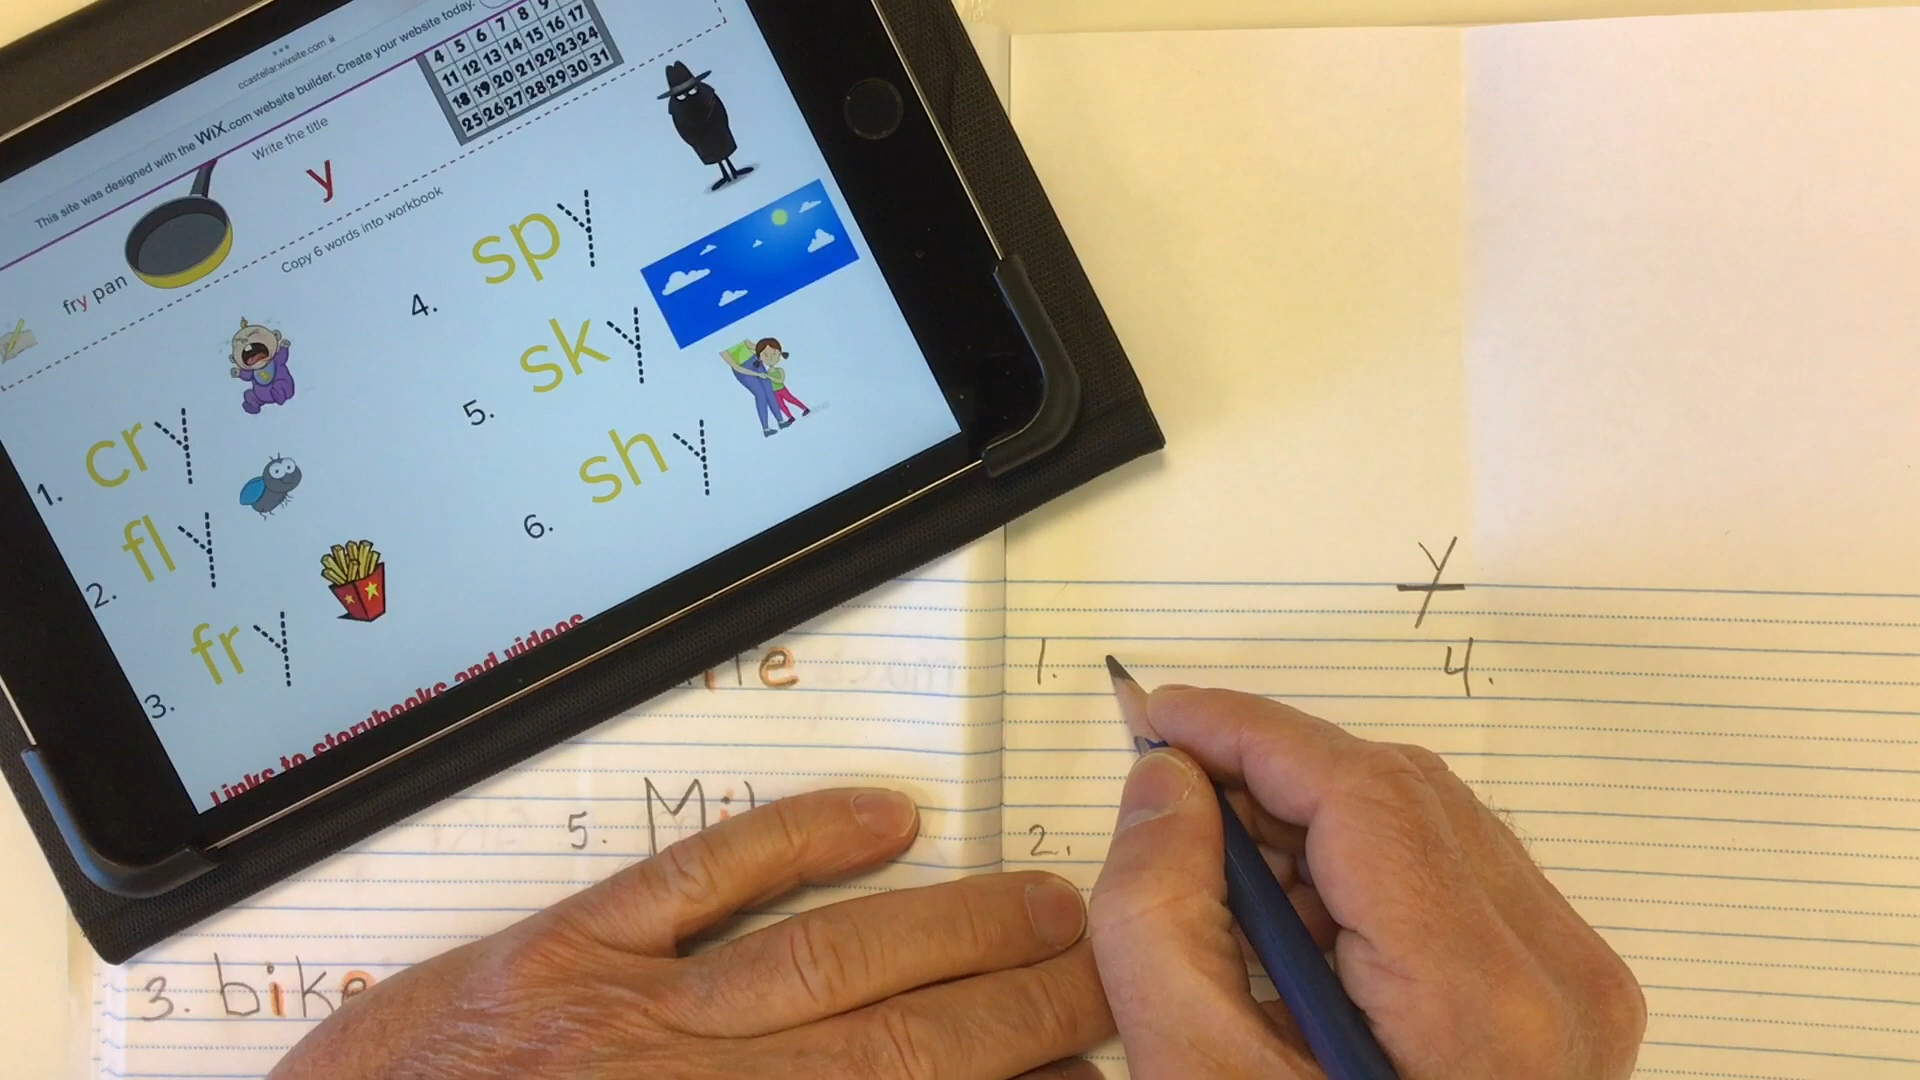 ccastellar.wixsite.com
This site was designed with the WiX.com website builder. Create your website today.
4 5 6 7 8 9
11 12 13 14 15 16 17
18 19 20 21 22 23 24
25 26 27 28 29 30 31
Write the title
y
fry pan
Copy 6 words into workbook
1. cry
2. fly
3. fry
4. spy
5. sky
6. shy
Links to storybooks and videos
5.
3. bike
y
1.
4.
2.